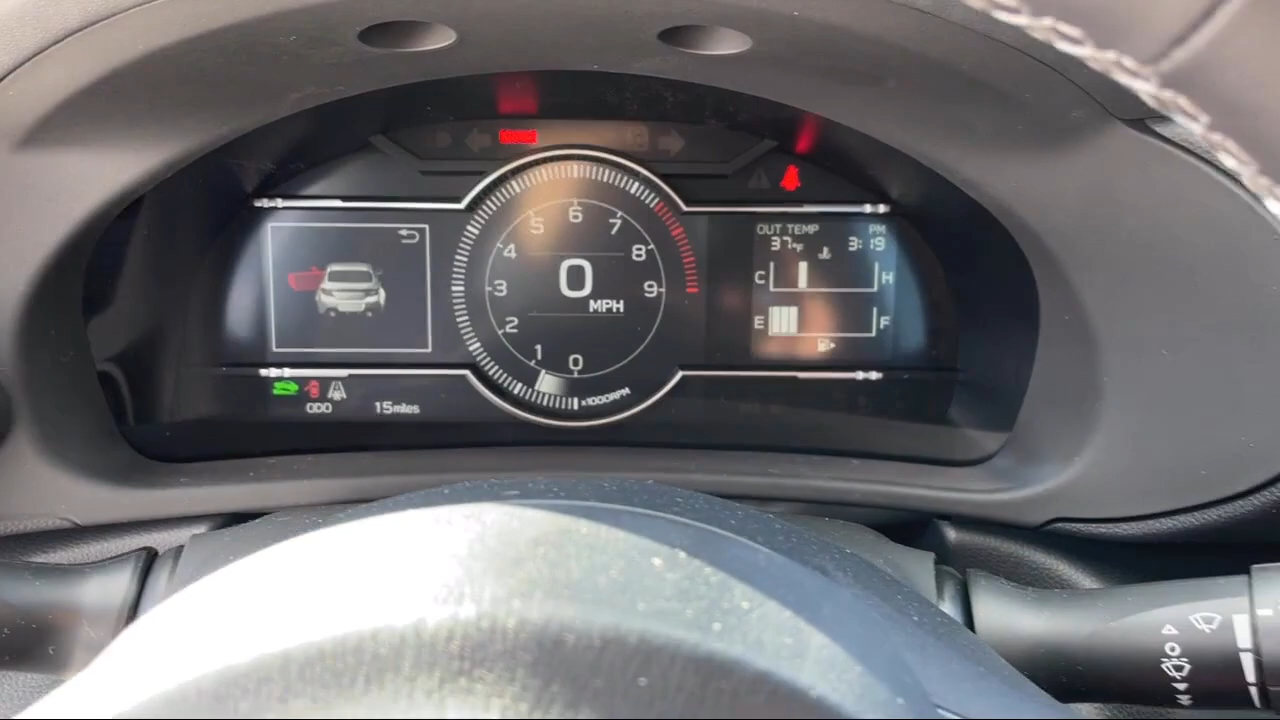 OUT TEMP PM
37°F 3:19
C H
E F
5 6 7
4 8
3 0 9
MPH
2
1 0
×1000RPM
ODO 15miles